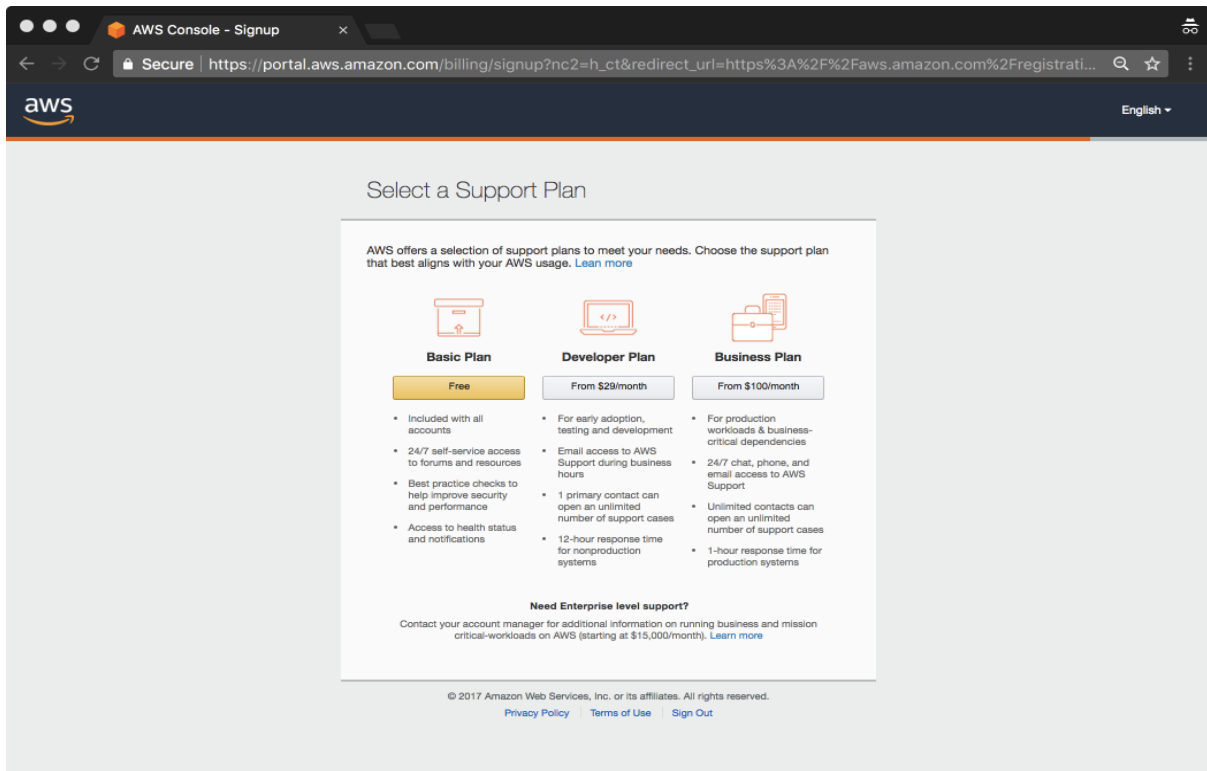 AWS Console - Signup
Secure https://portal.aws.amazon.com/billing/signup?nc2=h_ct&redirect_url=https%3A%2F%2Faws.amazon.com%2Fregistrati...
aws
English
Select a Support Plan
AWS offers a selection of support plans to meet your needs. Choose the support plan
that best aligns with your AWS usage. Lean more
</>
Basic Plan
Free
• Included with all
accounts
• 24/7 self-service access
to forums and resources
• Best practice checks to
help improve security
and performance
• Access to health status
and notifications
Developer Plan
From $29/month
• For early adoption,
testing and development
• Email access to AWS
Support during business
hours
• 1 primary contact can
open an unlimited
number of support cases
• 12-hour response time
for nonproduction
systems
Business Plan
From $100/month
• For production
workloads & business-
critical dependencies
• 24/7 chat, phone, and
email access to AWS
Support
• Unlimited contacts can
open an unlimited
number of support cases
• 1-hour response time for
production systems
Need Enterprise level support?
Contact your account manager for additional information on running business and mission
critical-workloads on AWS (starting at $15,000/month). Learn more
© 2017 Amazon Web Services, Inc. or its affiliates. All rights reserved.
Privacy Policy | Terms of Use | Sign Out